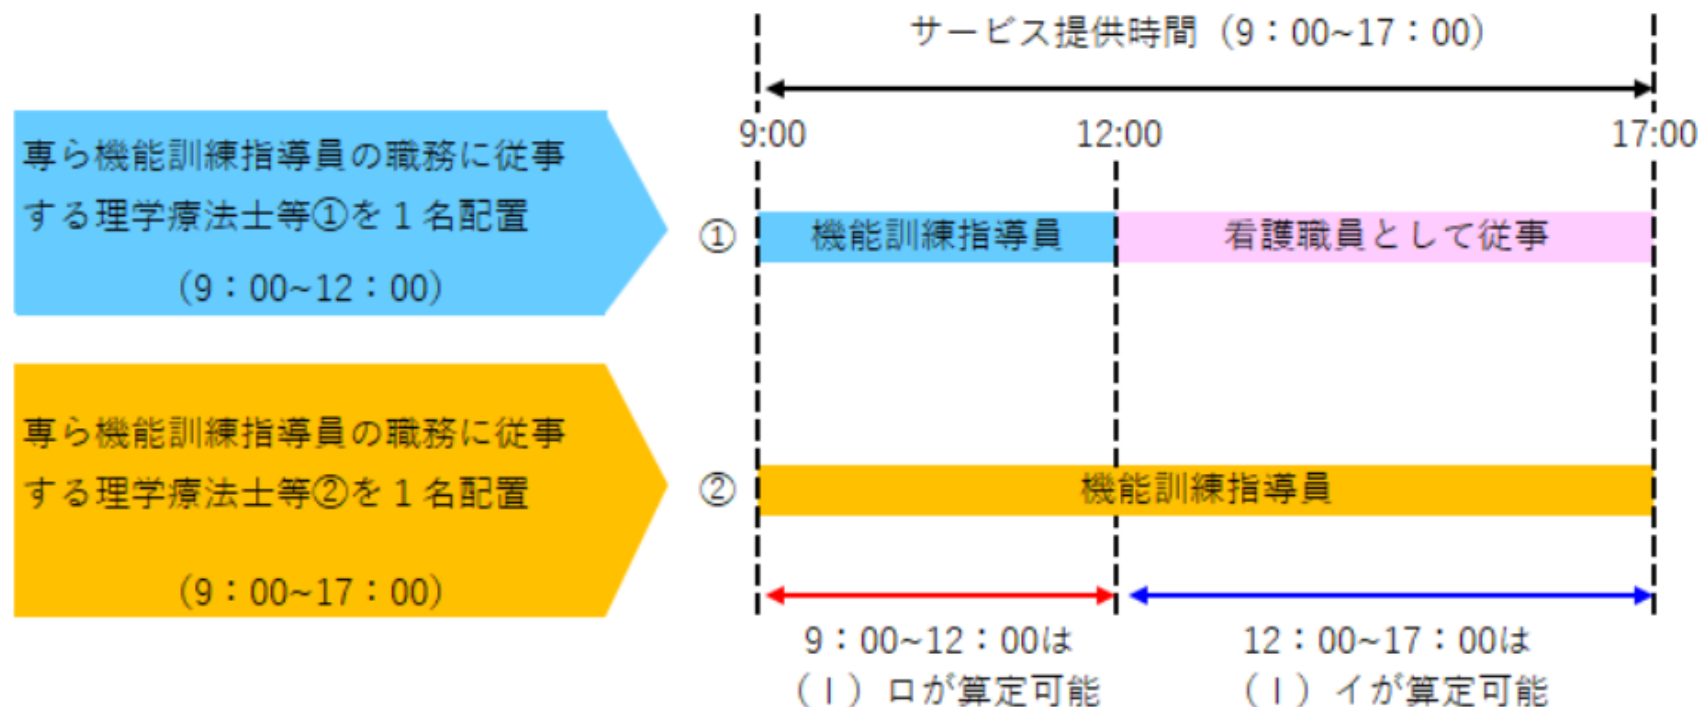 サービス提供時間（9：00~17：00）
9:00
12:00
17:00
専ら機能訓練指導員の職務に従事
する理学療法士等①を１名配置
（9：00~12：00）
①
機能訓練指導員
看護職員として従事
専ら機能訓練指導員の職務に従事
する理学療法士等②を１名配置
（9：00~17：00）
②
機能訓練指導員
9：00~12：00は
（Ⅰ）ロが算定可能
12：00~17：00は
（Ⅰ）イが算定可能